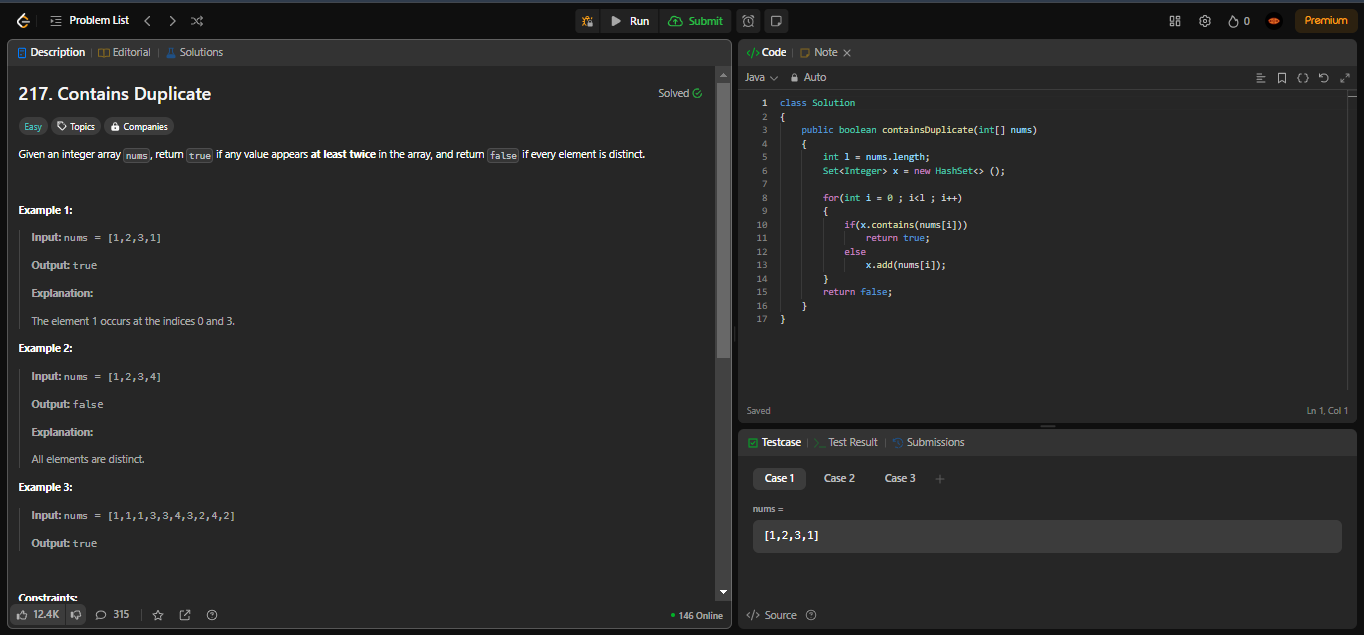 Problem List
Run
Submit
0
Premium
Description
Editorial
Solutions
217. Contains Duplicate
Solved
Easy
Topics
Companies
Given an integer array nums, return true if any value appears at least twice in the array, and return false if every element is distinct.
Example 1:
Input: nums = [1,2,3,1]
Output: true
Explanation:
The element 1 occurs at the indices 0 and 3.
Example 2:
Input: nums = [1,2,3,4]
Output: false
Explanation:
All elements are distinct.
Example 3:
Input: nums = [1,1,1,3,3,4,3,2,4,2]
Output: true
Constraints:
12.4K
315
146 Online
</> Code
Note
Java
Auto
1 class Solution
2 {
3     public boolean containsDuplicate(int[] nums)
4     {
5         int l = nums.length;
6         Set<Integer> x = new HashSet<> ();
7
8         for(int i = 0 ; i<l ; i++)
9         {
10             if(x.contains(nums[i]))
11                 return true;
12             else
13                 x.add(nums[i]);
14         }
15         return false;
16     }
17 }
Saved
Ln 1, Col 1
Testcase
Test Result
Submissions
Case 1
Case 2
Case 3
nums =
[1,2,3,1]
</> Source